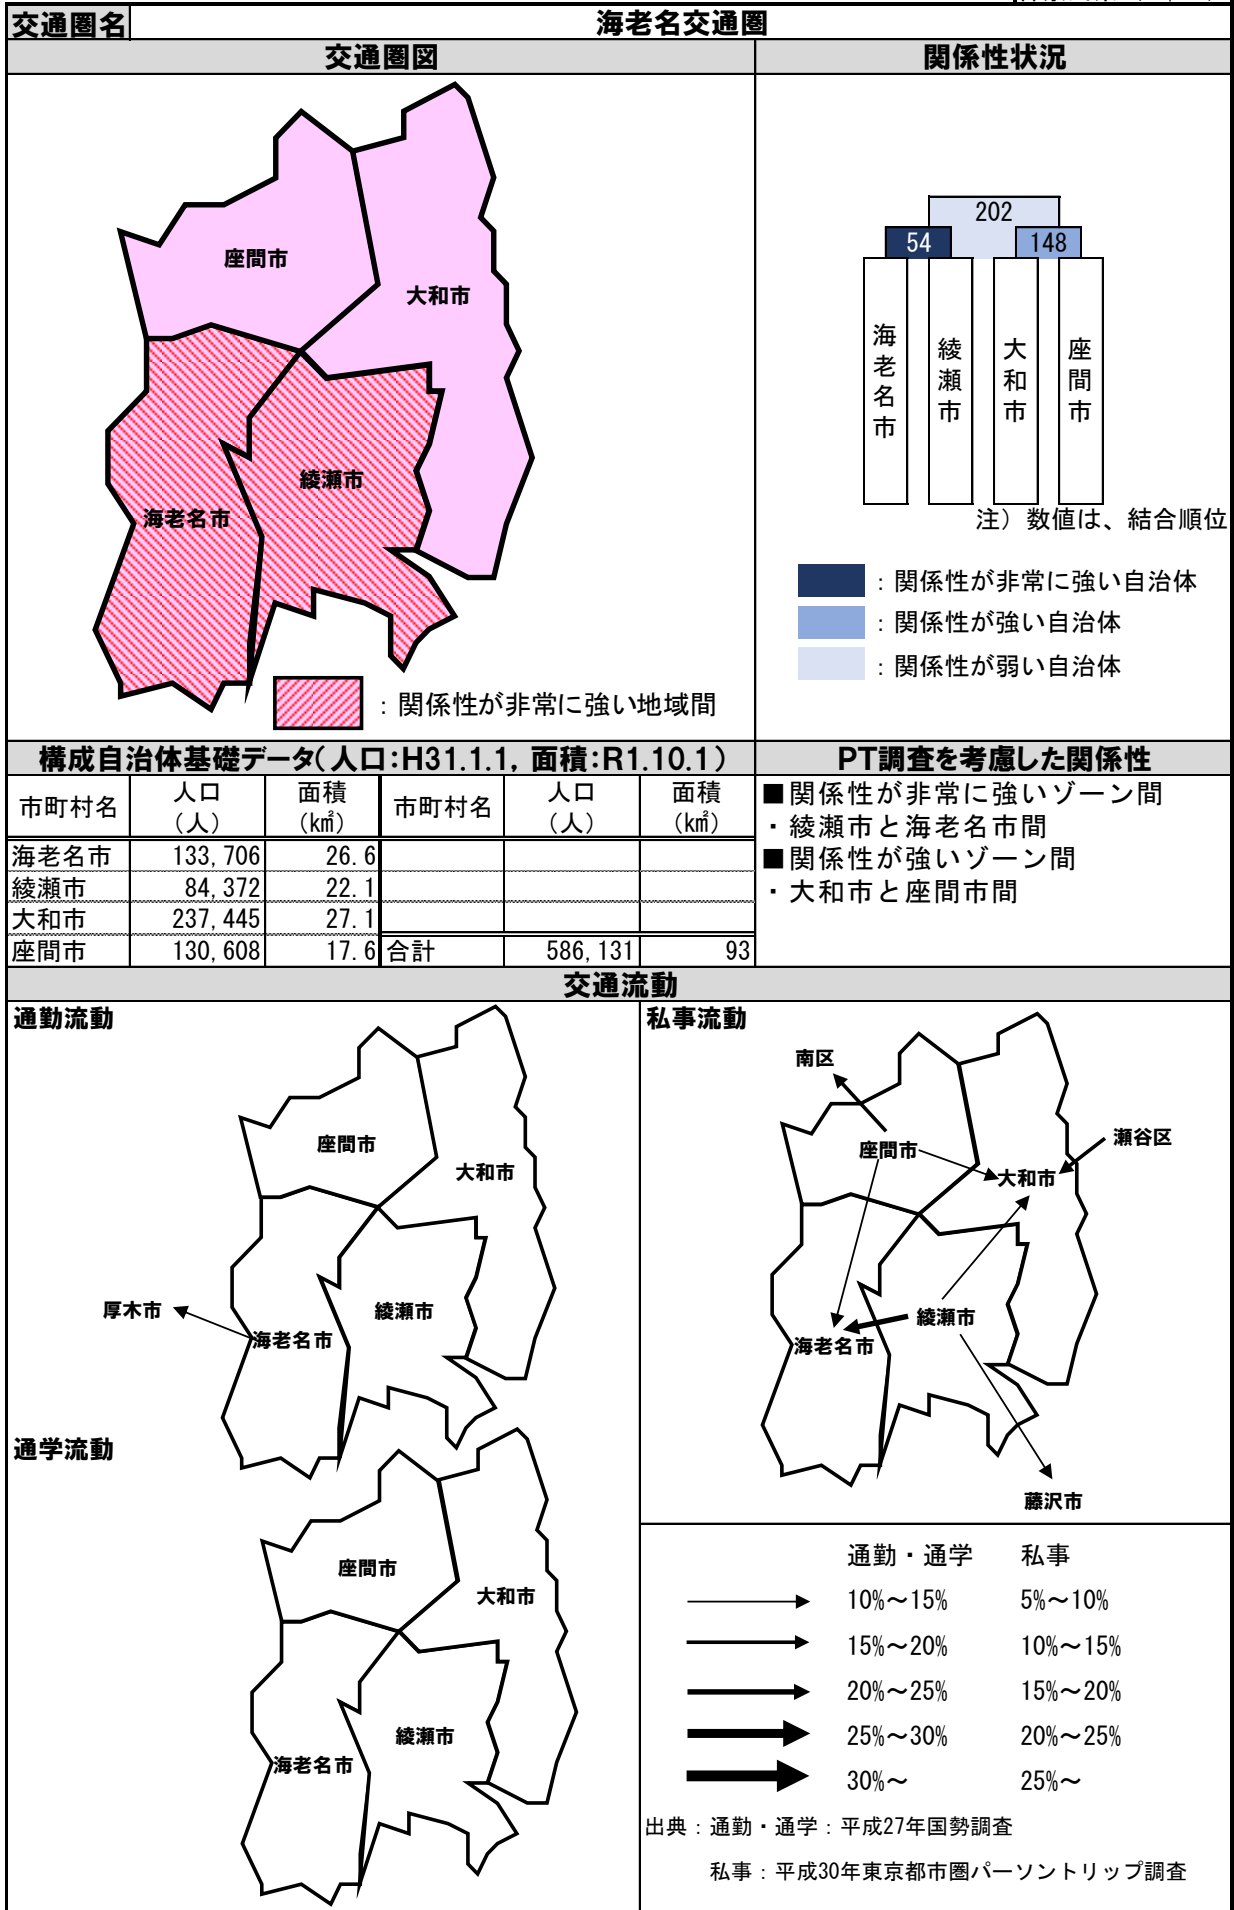 交通圏名
海老名交通圏
交通圏図
関係性状況
座間市
大和市
綾瀬市
海老名市
：関係性が非常に強い地域間
202
54
148
海老名市
綾瀬市
大和市
座間市
注）数値は、結合順位
：関係性が非常に強い自治体
：関係性が強い自治体
：関係性が弱い自治体
構成自治体基礎データ（人口：H31.1.1，面積：R1.10.1）
市町村名 人口（人） 面積（k㎡） 市町村名 人口（人） 面積（k㎡）
海老名市 133,706 26.6
綾瀬市 84,372 22.1
大和市 237,445 27.1
座間市 130,608 17.6 合計 586,131 93
PT調査を考慮した関係性
■関係性が非常に強いゾーン間
・綾瀬市と海老名市間
■関係性が強いゾーン間
・大和市と座間市間
交通流動
通勤流動
座間市
大和市
厚木市
綾瀬市
海老名市
通学流動
座間市
大和市
綾瀬市
海老名市
私事流動
南区
瀬谷区
座間市
大和市
綾瀬市
海老名市
藤沢市
通勤・通学 私事
10%～15% 5%～10%
15%～20% 10%～15%
20%～25% 15%～20%
25%～30% 20%～25%
30%～ 25%～
出典：通勤・通学：平成27年国勢調査
私事：平成30年東京都市圏パーソントリップ調査